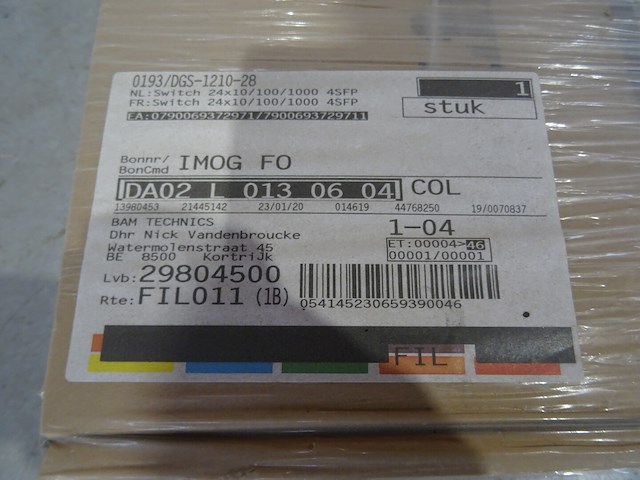 0193/DGS-1210-28
1
NL:Switch 24x10/100/1000 4SFP
FR:Switch 24x10/100/1000 4SFP
stuk
EA:0790069372971/7900693729711
Bonnr/
BonCmd IMOG FO
DA02 L 013 06 04 COL
13980453 21445142 23/01/20 014619 44768250 19/0070837
BAM TECHNICS 1-04
Dhr Nick Vandenbroucke
Watermolenstraat 45 ET:00004>46
BE 8500 KortriJk 00001/00001
Lvb:29804500
Rte:FIL011 (1B) 054145230659390046
FIL